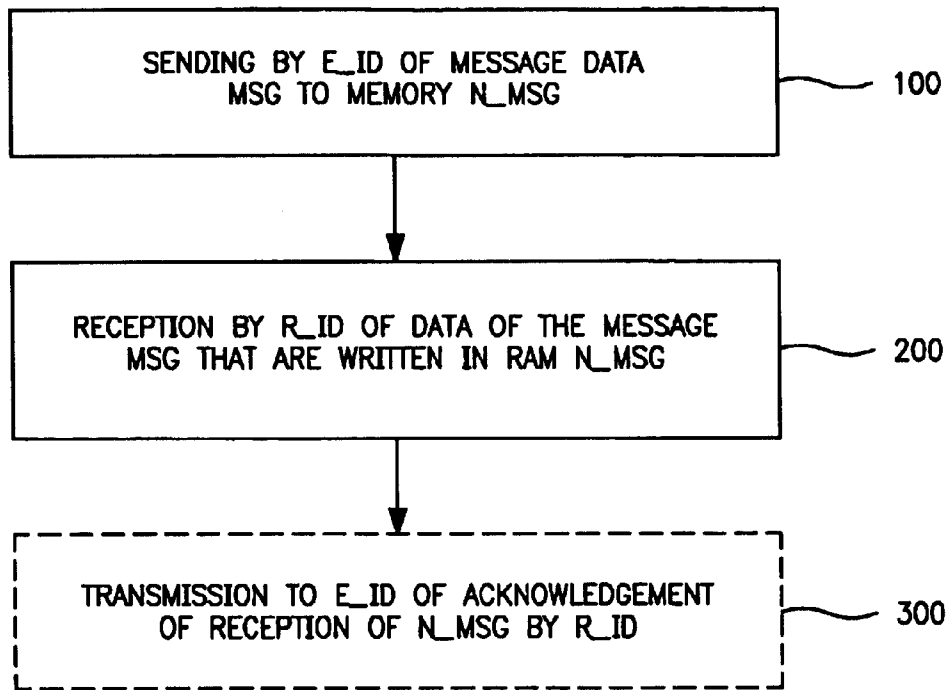 SENDING BY E_ID OF MESSAGE DATA
MSG TO MEMORY N_MSG
100
RECEPTION BY R_ID OF DATA OF THE MESSAGE
MSG THAT ARE WRITTEN IN RAM N_MSG
200
TRANSMISSION TO E_ID OF ACKNOWLEDGEMENT
OF RECEPTION OF N_MSG BY R_ID
300